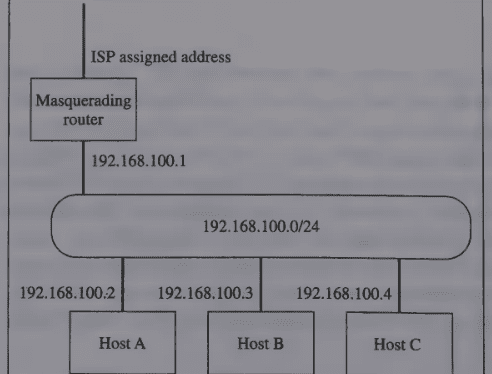 ISP assigned address
Masquerading
router
192.168.100.1
192.168.100.0/24
192.168.100.2
192.168.100.3
192.168.100.4
Host A
Host B
Host C